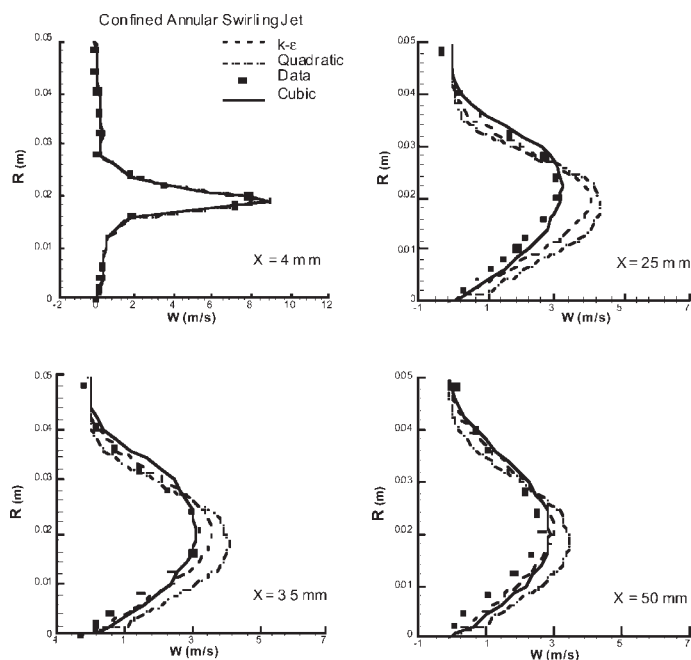 Confined Annular Swirling Jet
k-ε
Quadratic
Data
Cubic
0.05
0.04
0.03
0.02
0.01
0
R (m)
-2 0 2 4 6 8 10 12
W (m/s)
X = 4 mm
0.05
0.04
0.03
0.02
0.01
0
R (m)
-1 1 3 5 7
W (m/s)
X = 25 mm
0.05
0.04
0.03
0.02
0.01
0
R (m)
1 1 3 5 7
W (m/s)
X = 35 mm
0.05
0.04
0.03
0.02
0.01
0
R (m)
-1 1 3 5 7
W (m/s)
X = 50 mm